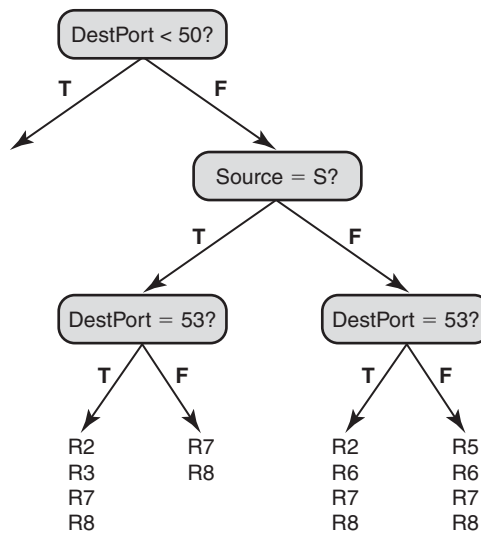 DestPort < 50?
T F
Source = S?
T F
DestPort = 53? DestPort = 53?
T F T F
R2 R7 R2 R5
R3 R8 R6 R6
R7 R7 R7
R8 R8 R8